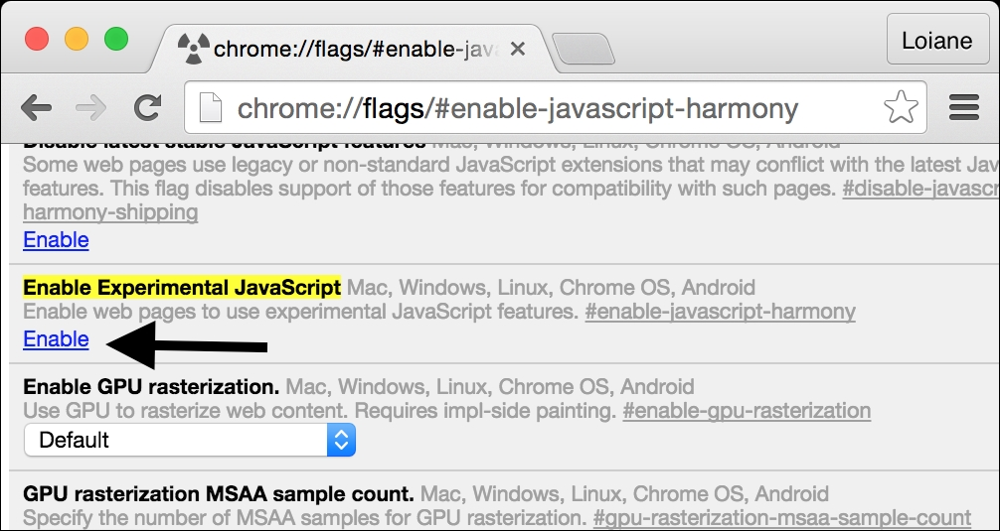 chrome://flags/#enable-jav
Loiane
chrome://flags/#enable-javascript-harmony
Disable latest stable JavaScript features Mac, Windows, Linux, Chrome OS, Android
Some web pages use legacy or non-standard JavaScript extensions that may conflict with the latest Jav
features. This flag disables support of those features for compatibility with such pages. #disable-javascr
harmony-shipping
Enable
Enable Experimental JavaScript Mac, Windows, Linux, Chrome OS, Android
Enable web pages to use experimental JavaScript features. #enable-javascript-harmony
Enable
Enable GPU rasterization. Mac, Windows, Linux, Chrome OS, Android
Use GPU to rasterize web content. Requires impl-side painting. #enable-gpu-rasterization
Default
GPU rasterization MSAA sample count. Mac, Windows, Linux, Chrome OS, Android
Specify the number of MSAA samples for GPU rasterization. #gpu-rasterization-msaa-sample-count